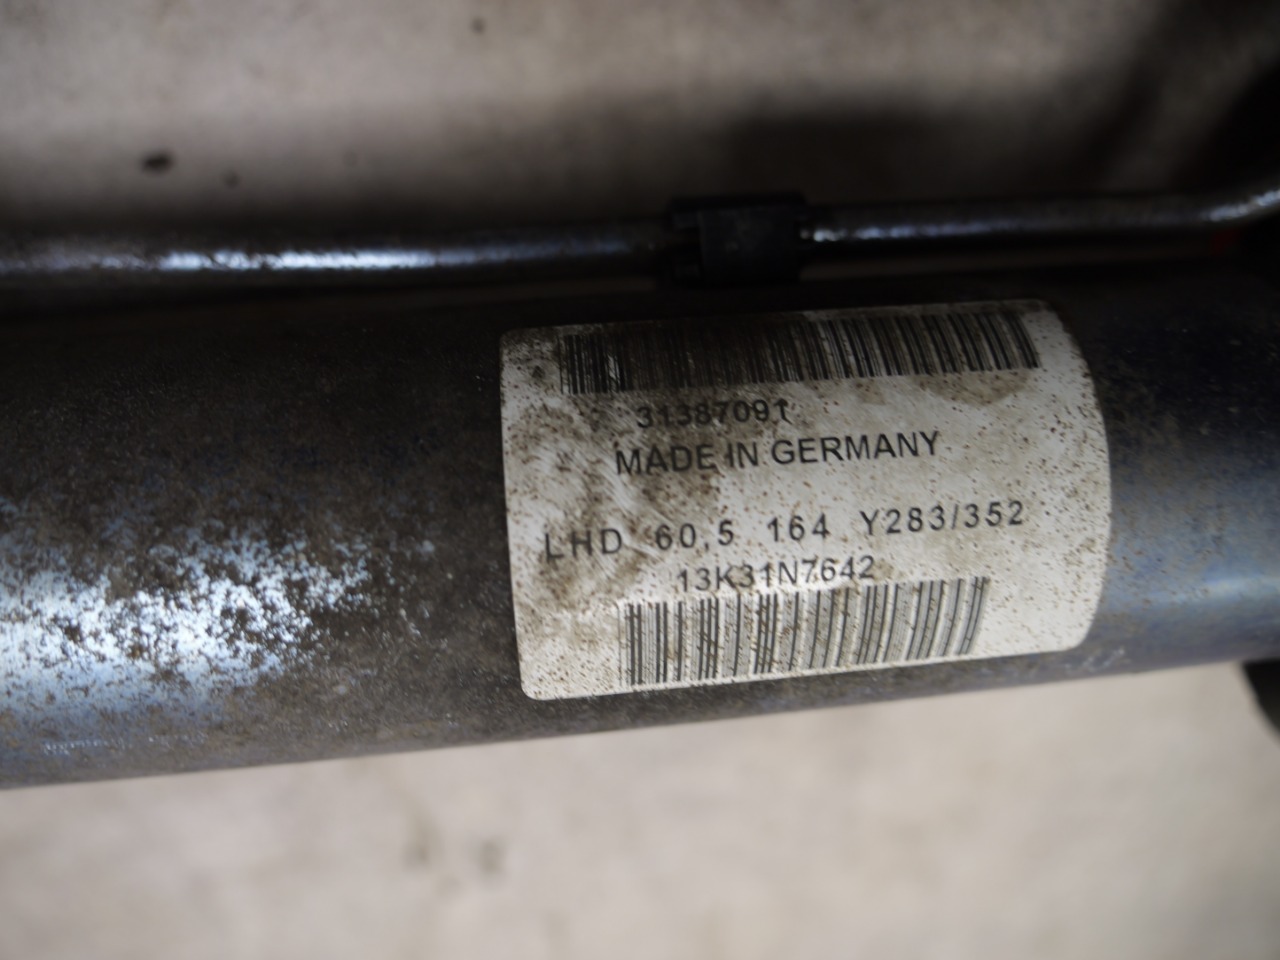 31387091
MADE IN GERMANY
LHD 60,5 164 Y283/352
13K31N7642